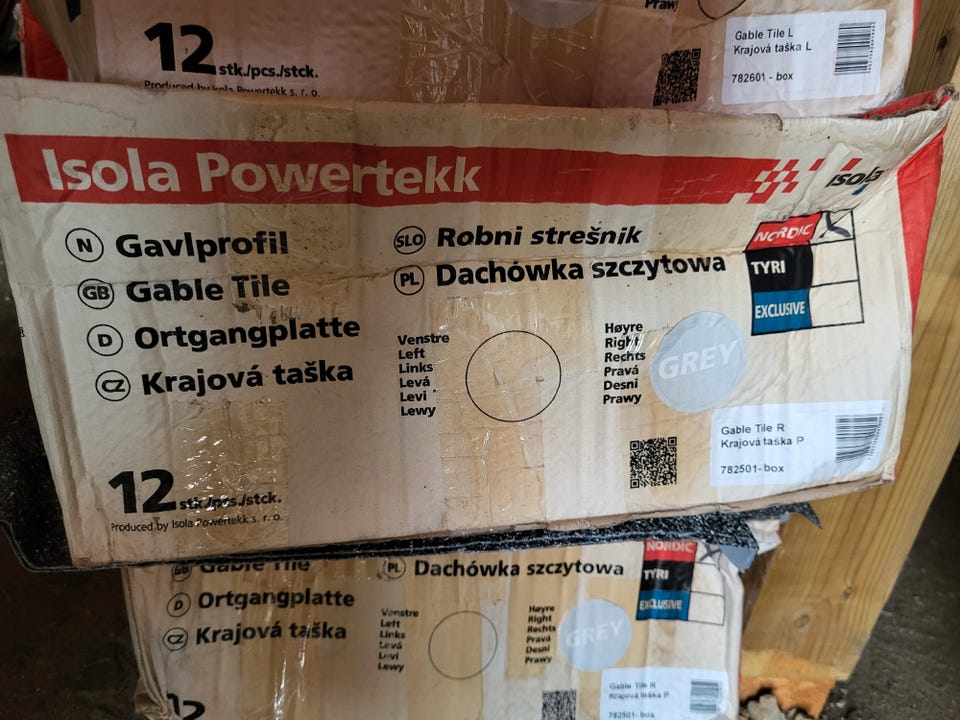 12 stk./pcs./stck.
Produced by Isola Powertekk s. r. o.
Gable Tile L
Krajová taška L
782601 - box
Isola Powertekk
isola
N Gavlprofil
GB Gable Tile
D Ortgangplatte
CZ Krajová taška
SLO Robni strešnik
PL Dachówka szczytowa
NORDIC
TYRI
EXCLUSIVE
Venstre
Left
Links
Levá
Levi
Lewy
Høyre
Right
Rechts
Pravá
Desni
Prawy
GREY
Gable Tile R
Krajová taška P
782501- box
12 stk./pcs./stck.
Produced by Isola Powertekk s. r. o.
GB Gable Tile
D Ortgangplatte
CZ Krajová taška
PL Dachówka szczytowa
NORDIC
TYRI
EXCLUSIVE
Venstre
Left
Links
Levá
Levi
Lewy
Høyre
Right
Rechts
Pravá
Desni
Prawy
GREY
Gable Tile R
Krajová taška P
782501- box
12